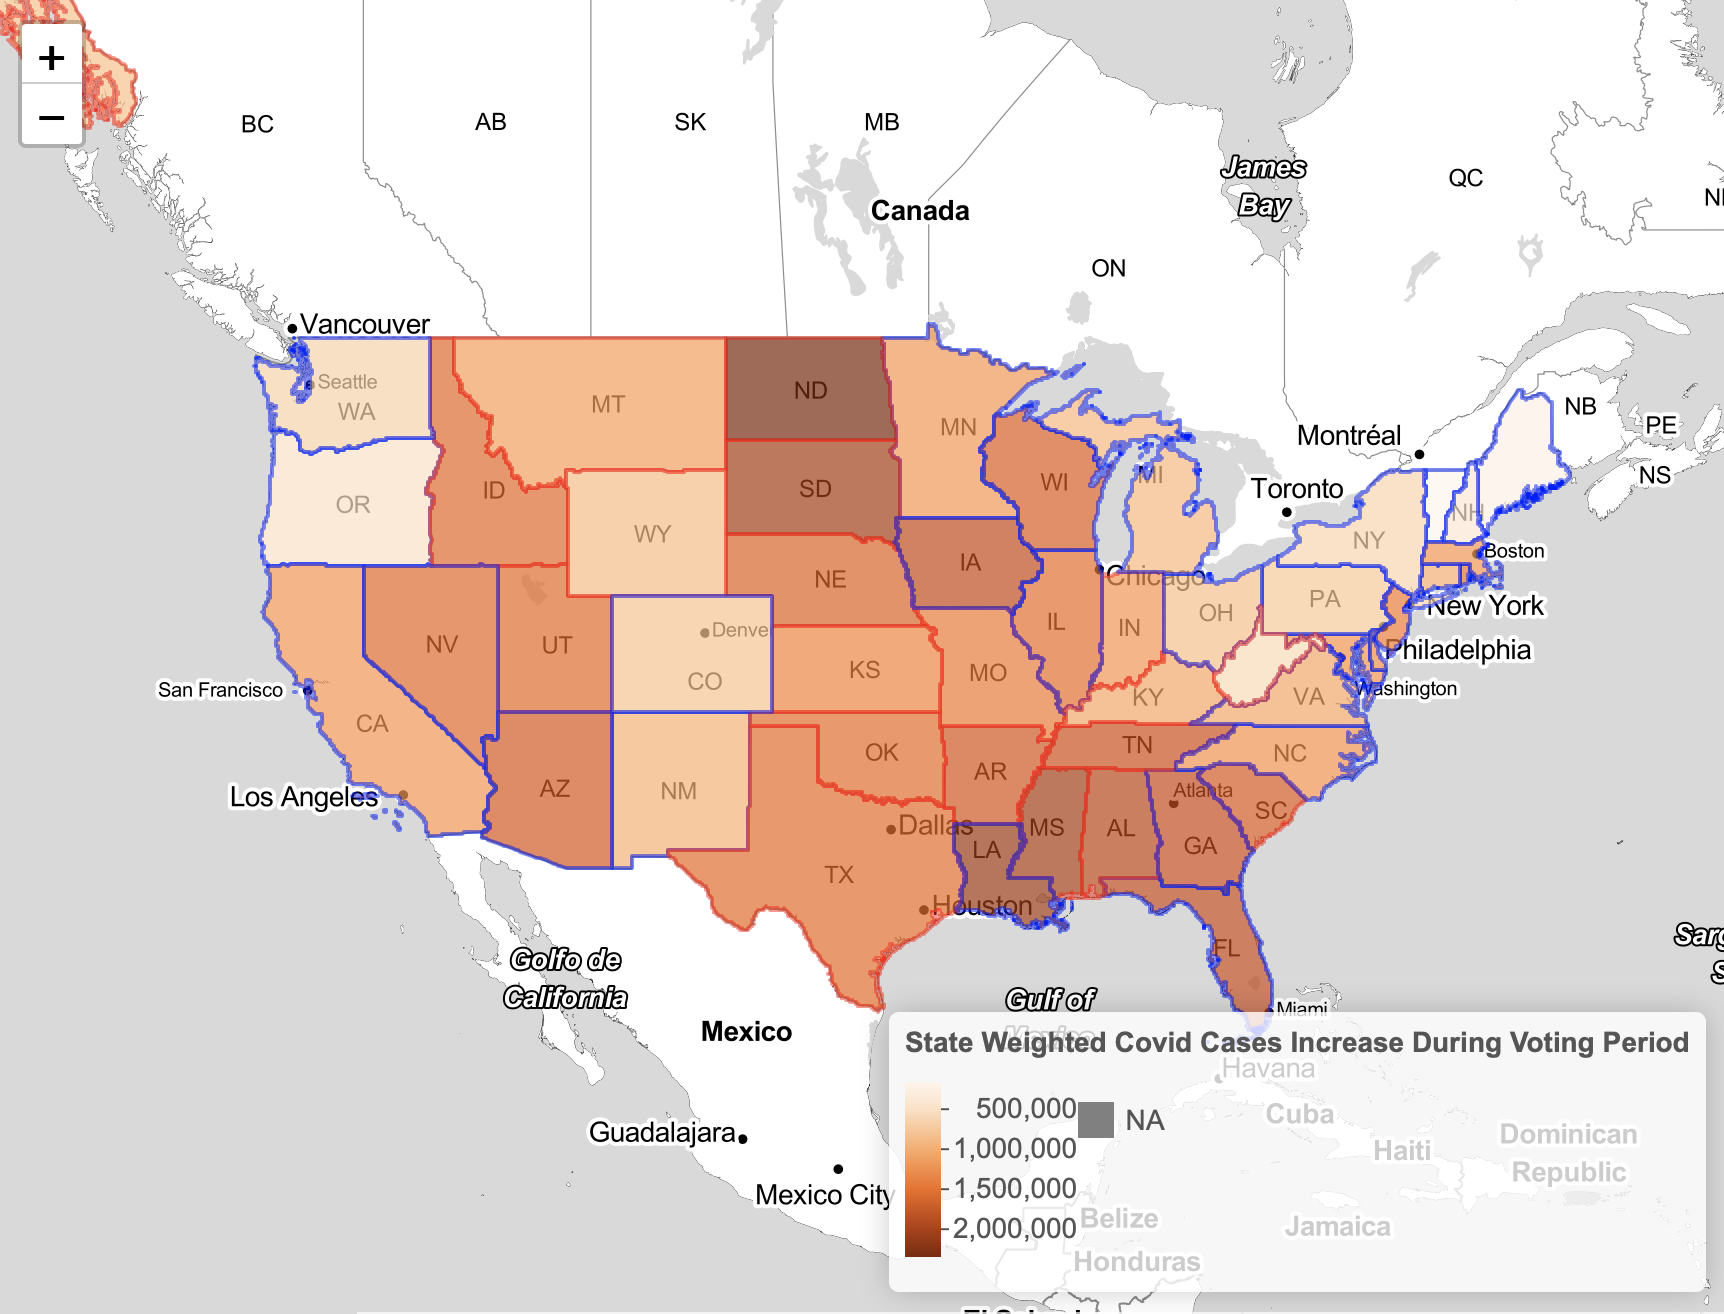 +
−
BC
AB
SK
MB
James
Bay
QC
Canada
ON
Vancouver
Seattle
WA
MT
ND
MN
Montréal
NB
PE
NS
OR
ID
WY
SD
WI
MI
Toronto
NH
NY
Boston
IA
NE
Chicago
New York
NV
UT
Denve
CO
KS
MO
IL
IN
OH
PA
Philadelphia
Washington
San Francisco
CA
KY
VA
AZ
NM
OK
AR
TN
NC
Los Angeles
Dallas
TX
LA
MS
AL
Atlanta
GA
SC
Houston
FL
Golfo de
California
Gulf of
Mexico
Miami
Mexico
State Weighted Covid Cases Increase During Voting Period
Havana
500,000
NA
Cuba
1,000,000
Haiti
Dominican
Republic
Guadalajara
1,500,000
Mexico City
2,000,000
Belize
Jamaica
Honduras